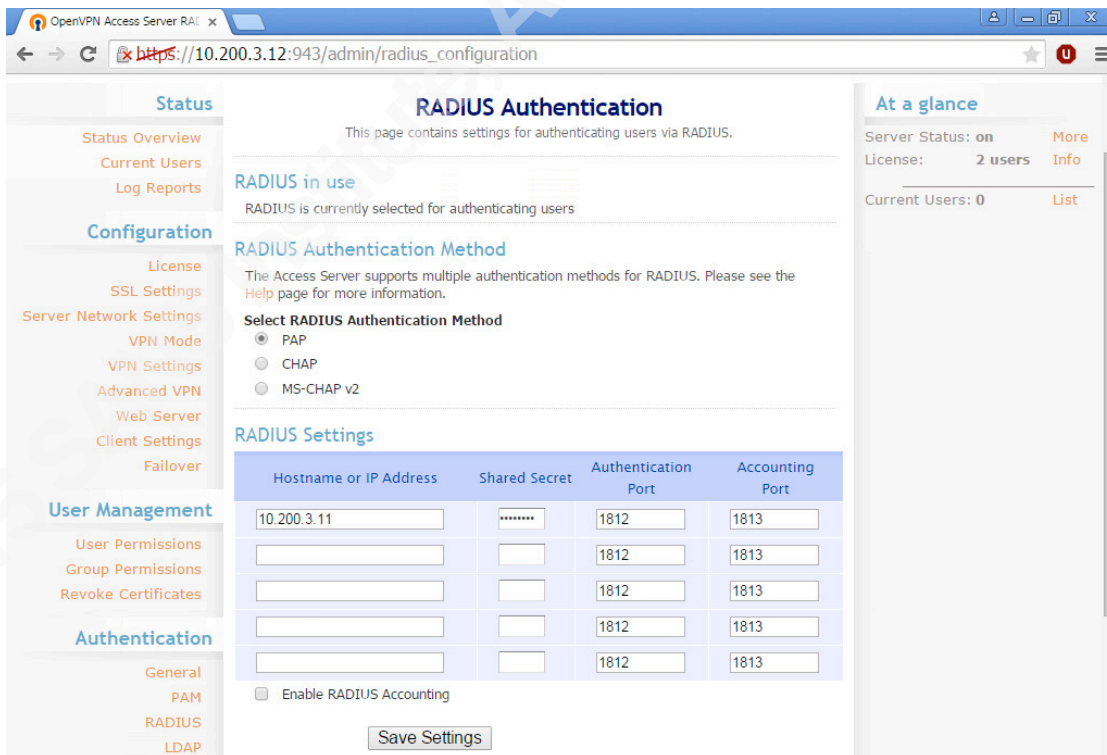 OpenVPN Access Server RAD
https://10.200.3.12:943/admin/radius_configuration
Status
Status Overview
Current Users
Log Reports
Configuration
License
SSL Settings
Server Network Settings
VPN Mode
VPN Settings
Advanced VPN
Web Server
Client Settings
Failover
User Management
User Permissions
Group Permissions
Revoke Certificates
Authentication
General
PAM
RADIUS
LDAP
RADIUS Authentication
This page contains settings for authenticating users via RADIUS.
RADIUS in use
RADIUS is currently selected for authenticating users
RADIUS Authentication Method
The Access Server supports multiple authentication methods for RADIUS. Please see the
Help page for more information.
Select RADIUS Authentication Method
PAP
CHAP
MS-CHAP v2
RADIUS Settings
Hostname or IP Address Shared Secret Authentication Port Accounting Port
10.200.3.11 •••••••• 1812 1813
1812 1813
1812 1813
1812 1813
1812 1813
Enable RADIUS Accounting
Save Settings
At a glance
Server Status: on More
License: 2 users Info
Current Users: 0 List